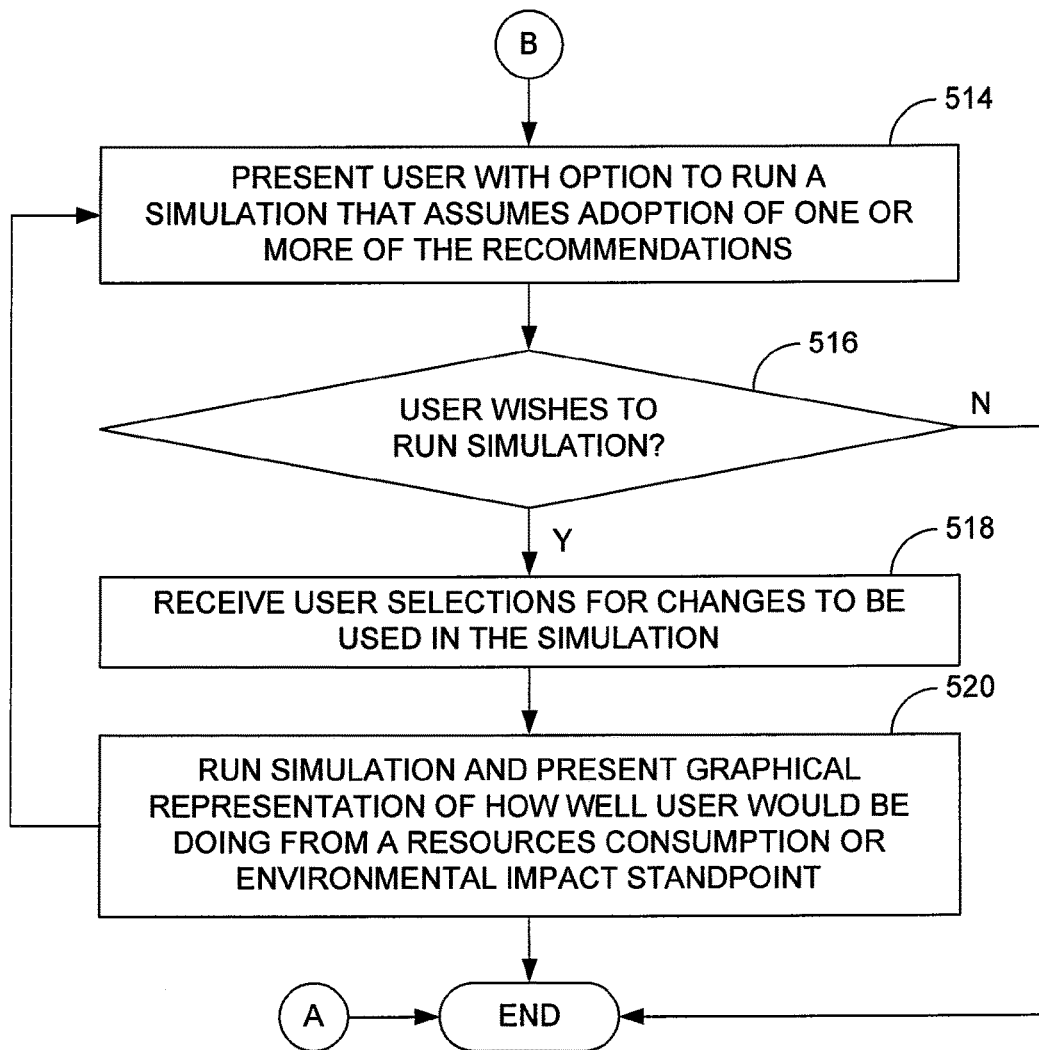 B
514
PRESENT USER WITH OPTION TO RUN A
SIMULATION THAT ASSUMES ADOPTION OF ONE OR
MORE OF THE RECOMMENDATIONS
516
USER WISHES TO
RUN SIMULATION?
N
Y
518
RECEIVE USER SELECTIONS FOR CHANGES TO BE
USED IN THE SIMULATION
520
RUN SIMULATION AND PRESENT GRAPHICAL
REPRESENTATION OF HOW WELL USER WOULD BE
DOING FROM A RESOURCES CONSUMPTION OR
ENVIRONMENTAL IMPACT STANDPOINT
A
END